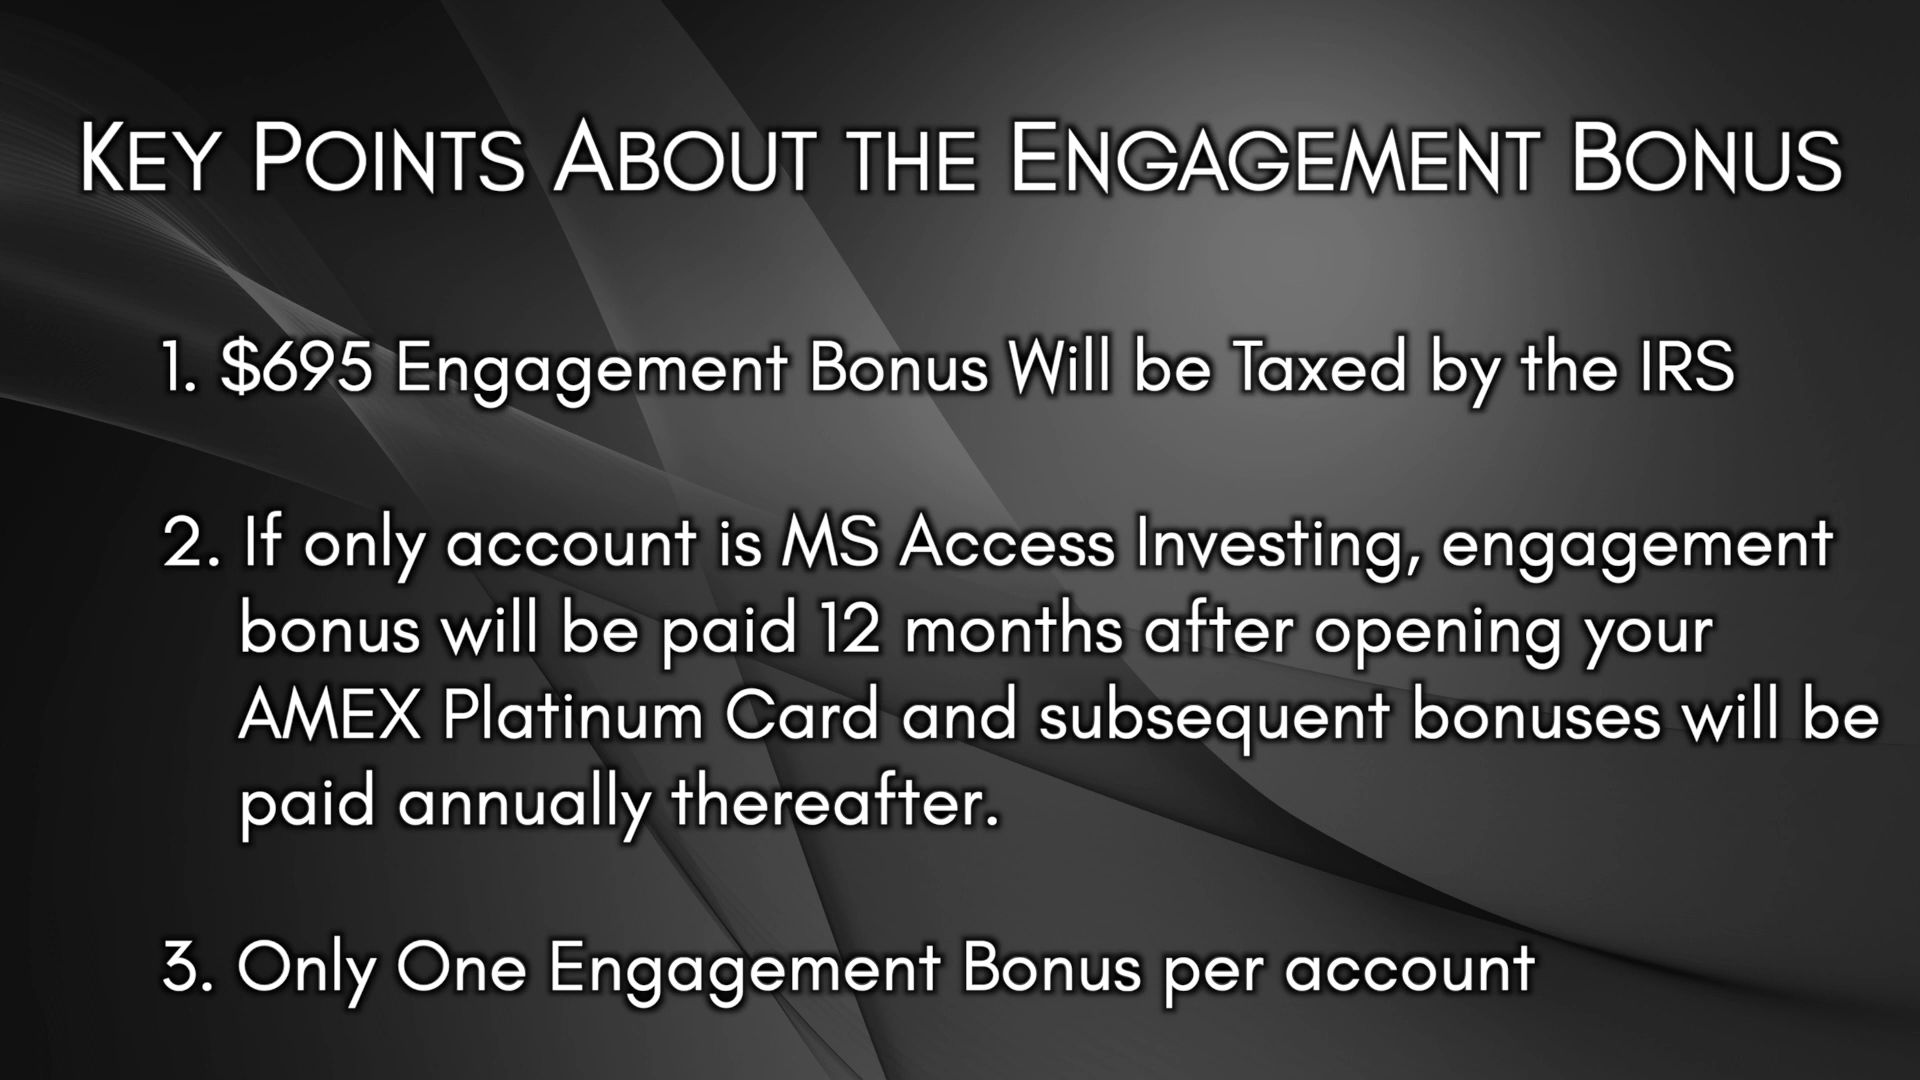 Key Points About the Engagement Bonus
1. $695 Engagement Bonus Will be Taxed by the IRS
2. If only account is MS Access Investing, engagement
bonus will be paid 12 months after opening your
AMEX Platinum Card and subsequent bonuses will be
paid annually thereafter.
3. Only One Engagement Bonus per account